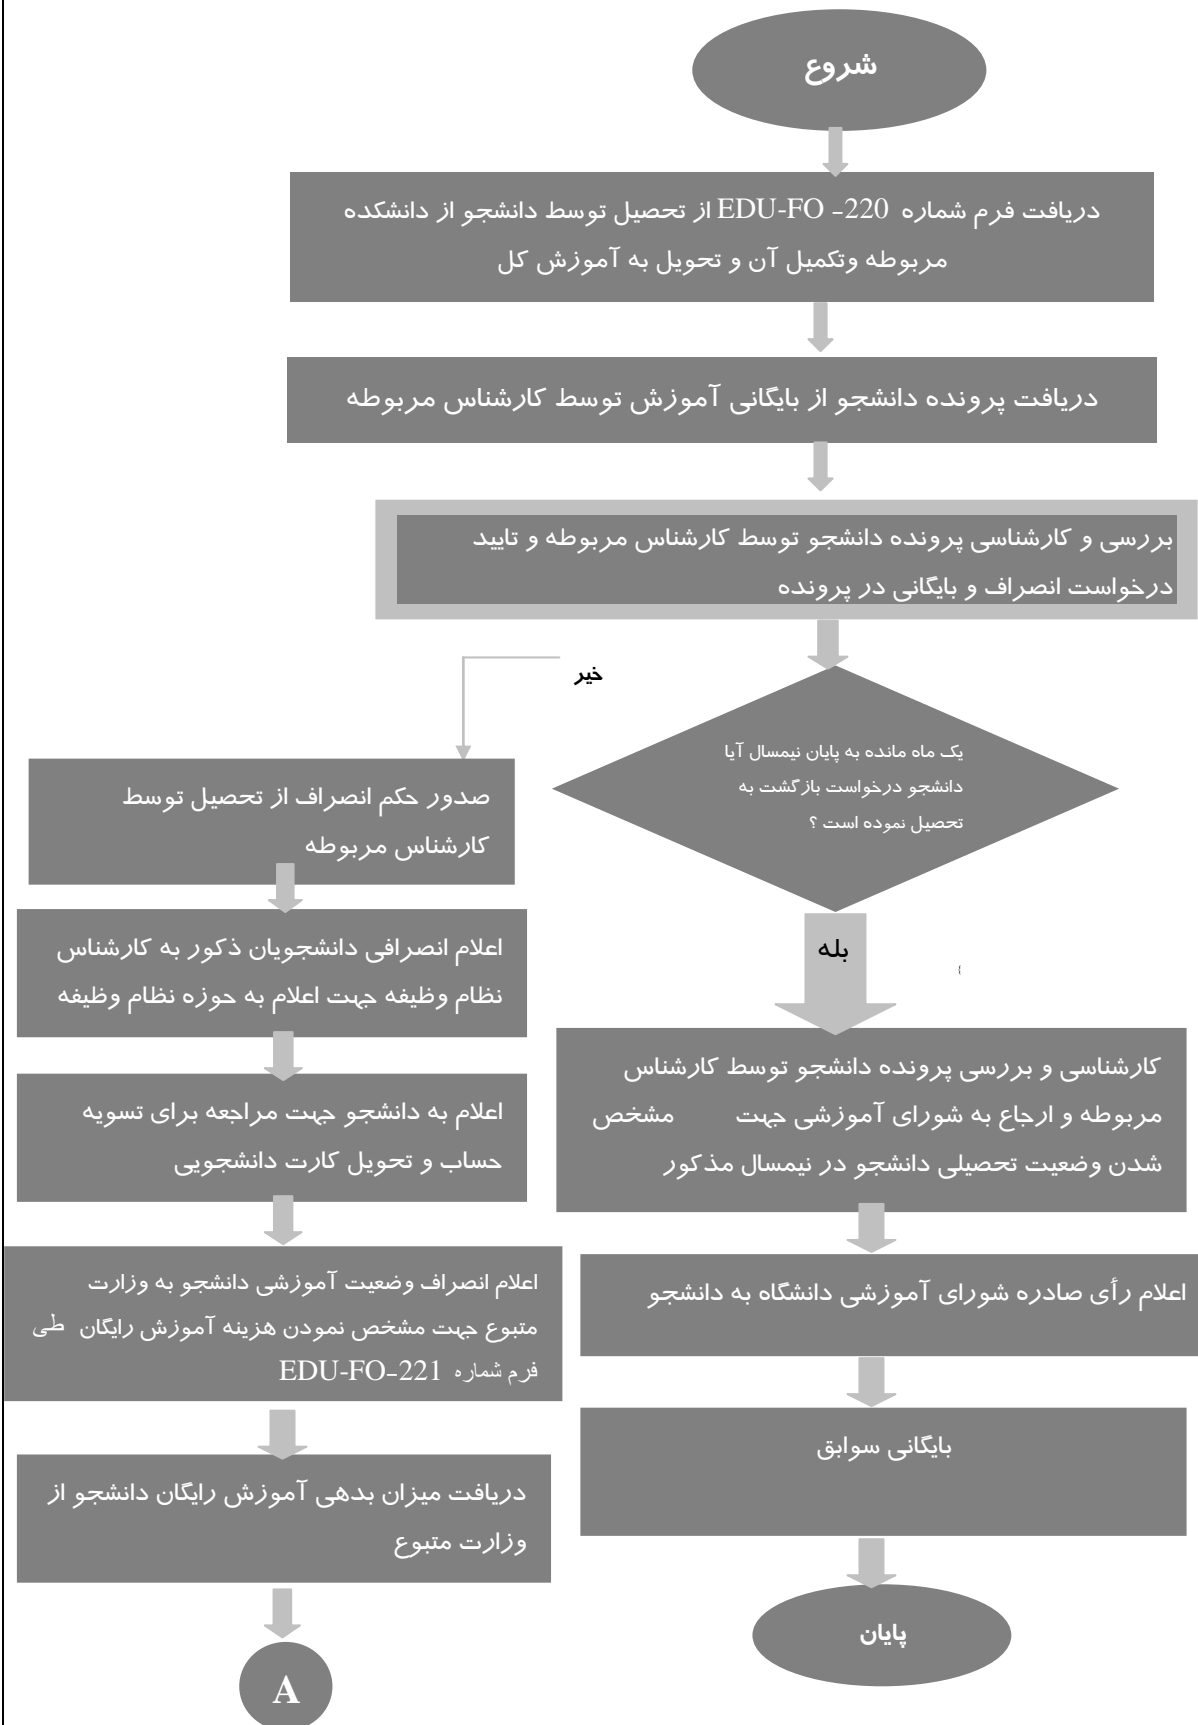 شروع
دریافت فرم شماره EDU-FO -220 از تحصیل توسط دانشجو از دانشکده
مربوطه وتکمیل آن و تحویل به آموزش کل
دریافت پرونده دانشجو از بایگانی آموزش توسط کارشناس مربوطه
بررسی و کارشناسی پرونده دانشجو توسط کارشناس مربوطه و تایید
درخواست انصراف و بایگانی در پرونده
یک ماه مانده به پایان نیمسال آیا
دانشجو درخواست بازگشت به
تحصیل نموده است ؟
خیر
صدور حکم انصراف از تحصیل توسط
کارشناس مربوطه
اعلام انصرافی دانشجویان ذکور به کارشناس
نظام وظیفه جهت اعلام به حوزه نظام وظیفه
اعلام به دانشجو جهت مراجعه برای تسویه
حساب و تحویل کارت دانشجویی
اعلام انصراف وضعیت آموزشی دانشجو به وزارت
متبوع جهت مشخص نمودن هزینه آموزش رایگان طی
فرم شماره EDU-FO-221
دریافت میزان بدهی آموزش رایگان دانشجو از
وزارت متبوع
A
بله
کارشناسی و بررسی پرونده دانشجو توسط کارشناس
مربوطه و ارجاع به شورای آموزشی جهت مشخص
شدن وضعیت تحصیلی دانشجو در نیمسال مذکور
اعلام رأی صادره شورای آموزشی دانشگاه به دانشجو
بایگانی سوابق
پایان